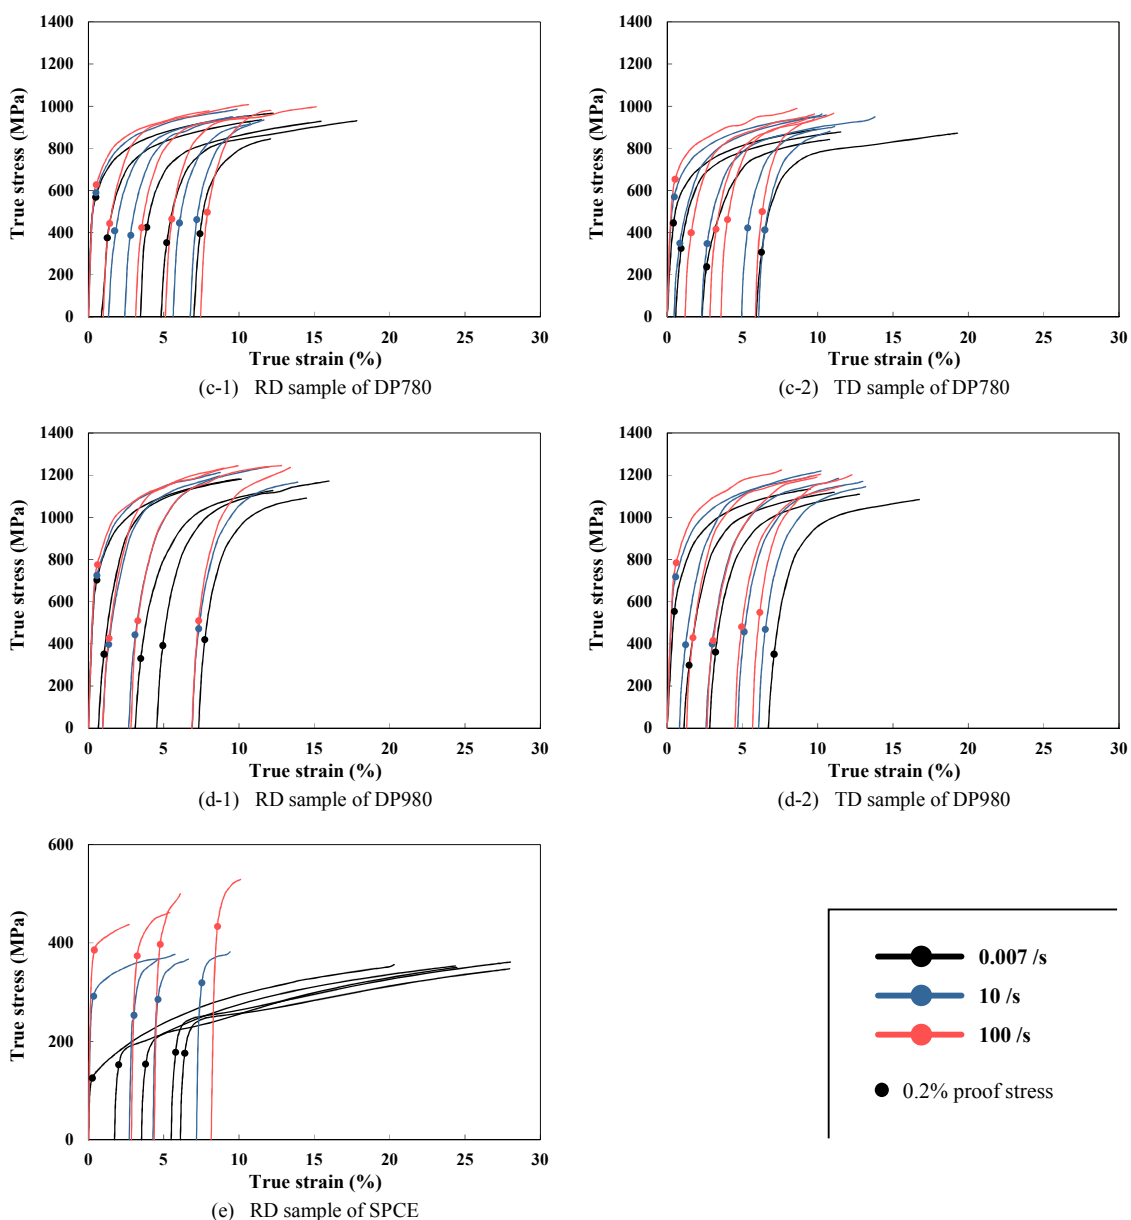 1400
1200
1000
800
600
400
200
0
True stress (MPa)
0 5 10 15 20 25 30
True strain (%)
(c-1) RD sample of DP780
1400
1200
1000
800
600
400
200
0
True stress (MPa)
0 5 10 15 20 25 30
True strain (%)
(c-2) TD sample of DP780
1400
1200
1000
800
600
400
200
0
True stress (MPa)
0 5 10 15 20 25 30
True strain (%)
(d-1) RD sample of DP980
1400
1200
1000
800
600
400
200
0
True stress (MPa)
0 5 10 15 20 25 30
True strain (%)
(d-2) TD sample of DP980
600
400
200
0
True stress (MPa)
0 5 10 15 20 25 30
True strain (%)
(e) RD sample of SPCE
0.007 /s
10 /s
100 /s
0.2% proof stress